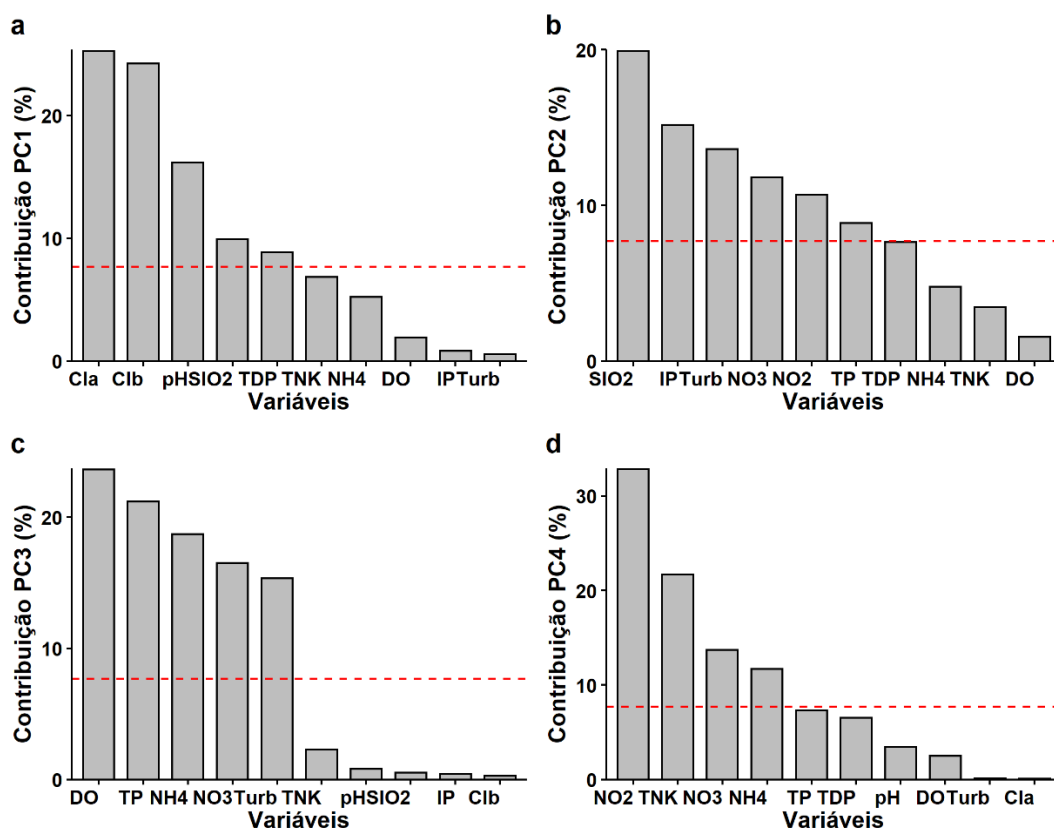 a
Contribuição PC1 (%)
20
10
0
Cla Clb pHSIO2 TDP TNK NH4 DO IPTurb
Variáveis
b
Contribuição PC2 (%)
20
10
0
SIO2 IPTurb NO3 NO2 TP TDP NH4 TNK DO
Variáveis
c
Contribuição PC3 (%)
20
10
0
DO TP NH4 NO3Turb TNK pHSIO2 IP Clb
Variáveis
d
Contribuição PC4 (%)
30
20
10
0
NO2 TNK NO3 NH4 TP TDP pH DOTurb Cla
Variáveis